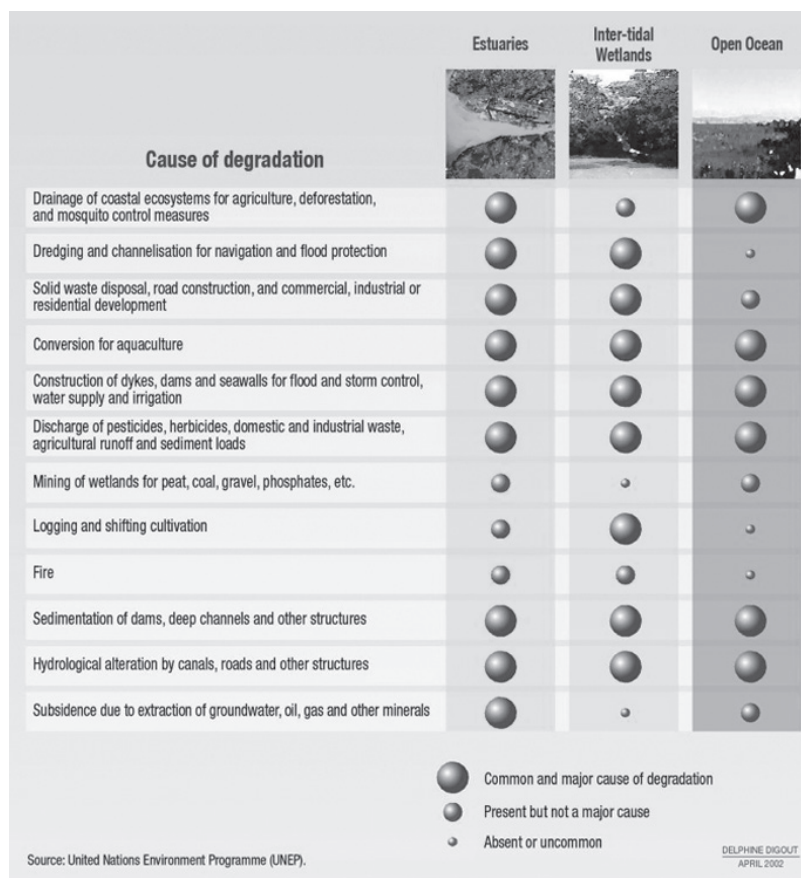 Estuaries
Inter-tidal
Wetlands
Open Ocean
Cause of degradation
Drainage of coastal ecosystems for agriculture, deforestation,
and mosquito control measures
Dredging and channelisation for navigation and flood protection
Solid waste disposal, road construction, and commercial, industrial or
residential development
Conversion for aquaculture
Construction of dykes, dams and seawalls for flood and storm control,
water supply and irrigation
Discharge of pesticides, herbicides, domestic and industrial waste,
agricultural runoff and sediment loads
Mining of wetlands for peat, coal, gravel, phosphates, etc.
Logging and shifting cultivation
Fire
Sedimentation of dams, deep channels and other structures
Hydrological alteration by canals, roads and other structures
Subsidence due to extraction of groundwater, oil, gas and other minerals
Common and major cause of degradation
Present but not a major cause
Absent or uncommon
Source: United Nations Environment Programme (UNEP).
DELPHINE DIGOUT
APRIL 2002